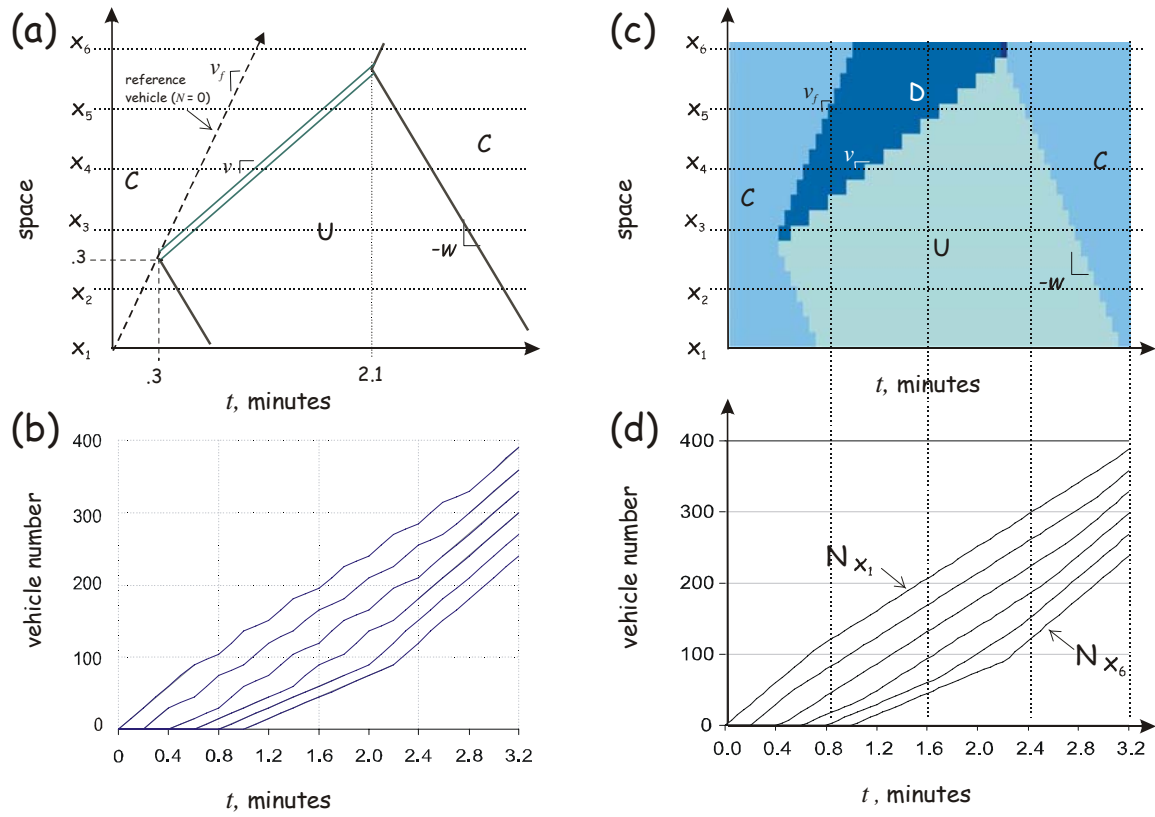 (a)
x6
x5
x4
x3
.3
x2
x1
space
reference
vehicle (N = 0)
vf
v
C
C
U
-w
.3
2.1
t, minutes
(c)
x6
x5
x4
x3
x2
x1
space
vf
v
D
C
C
U
-w
t, minutes
(b)
400
300
200
100
0
vehicle number
0 0.4 0.8 1.2 1.6 2.0 2.4 2.8 3.2
t, minutes
(d)
400
300
200
100
0
vehicle number
N x1
N x6
0.0 0.4 0.8 1.2 1.6 2.0 2.4 2.8 3.2
t , minutes